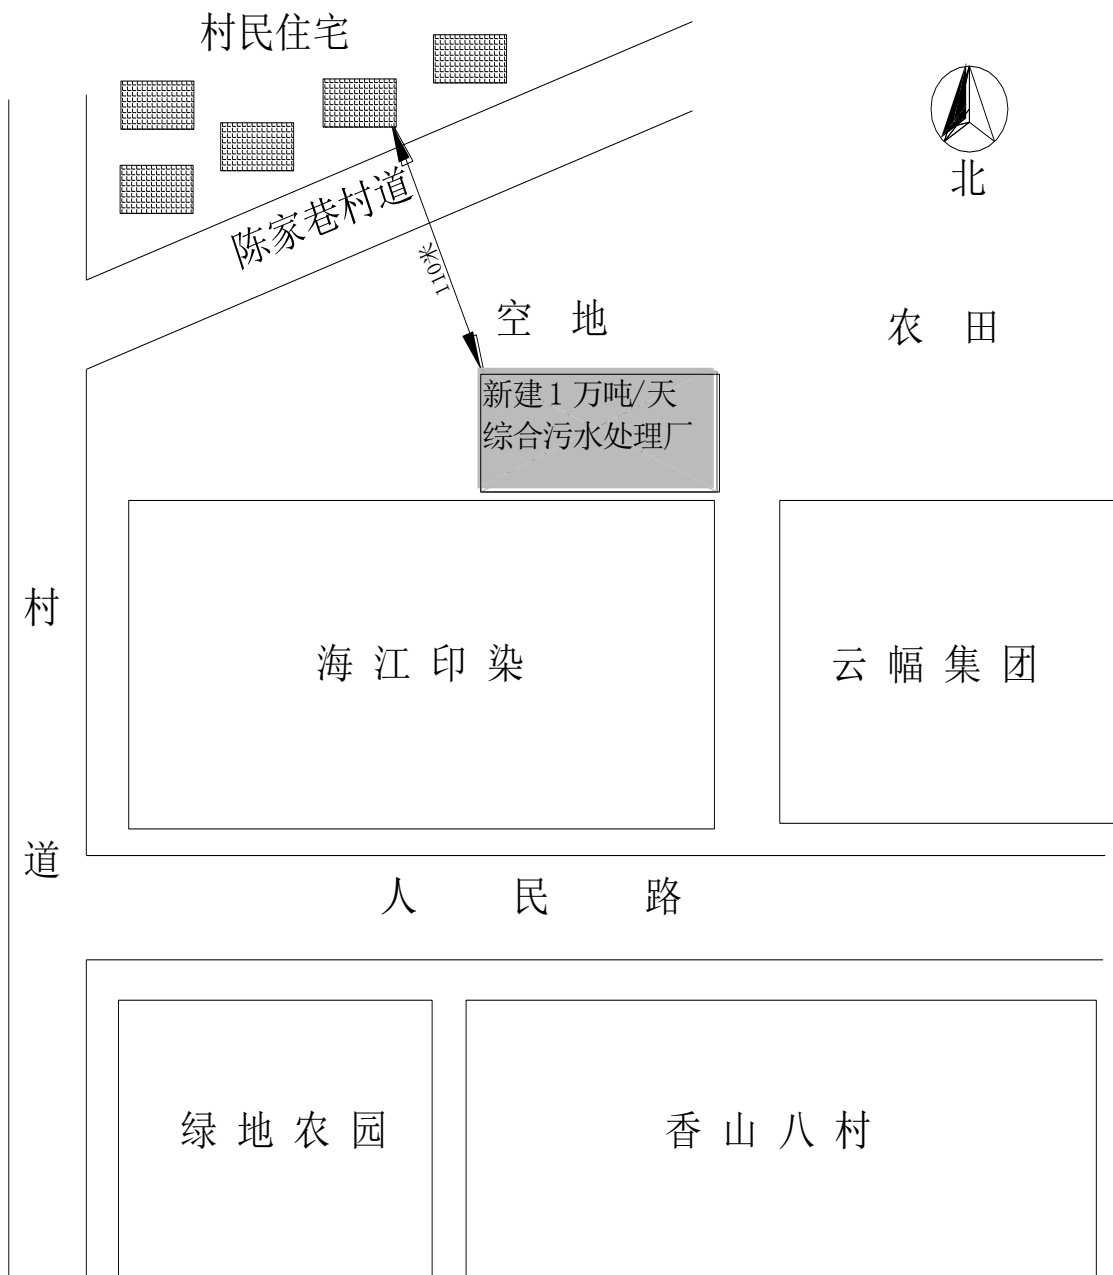 村民住宅
北
陈家巷村道
110米
空 地
农 田
新建1 万吨/天
综合污水处理厂
村
道
海 江 印 染
云 幅 集 团
人 民 路
绿 地 农 园
香 山 八 村